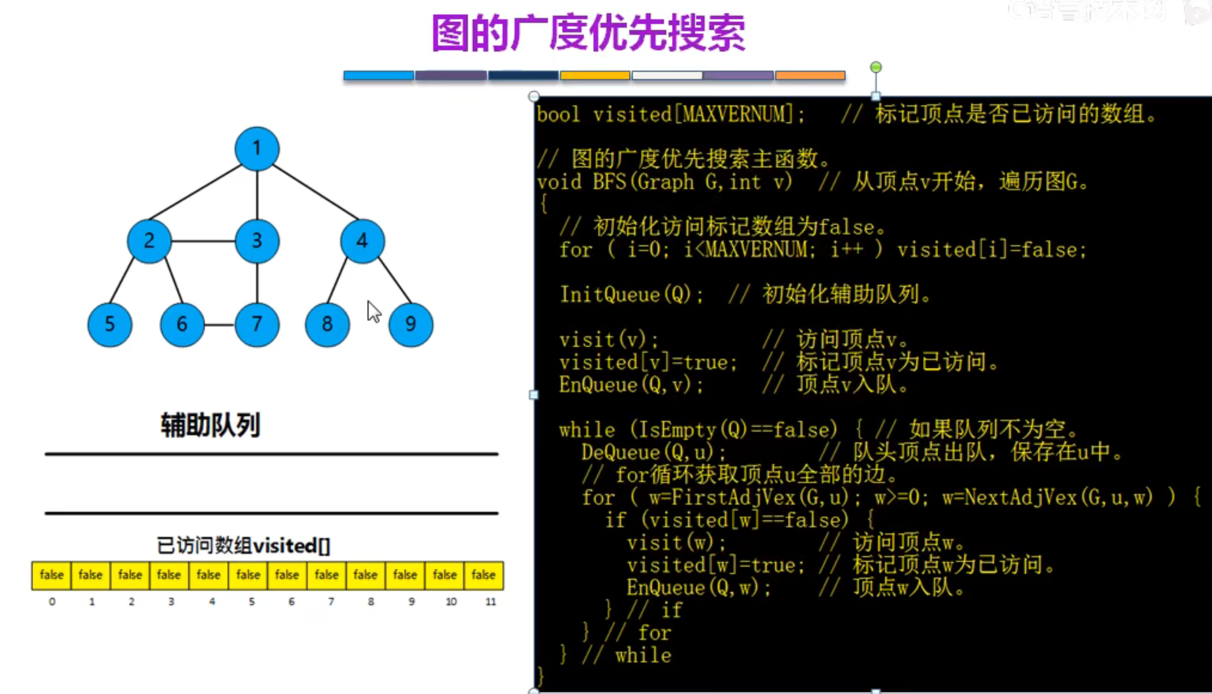 图的广度优先搜索
1
2
3
4
5
6
7
8
9
辅助队列
已访问数组visited[]
false false false false false false false false false false false false
0 1 2 3 4 5 6 7 8 9 10 11
bool visited[MAXVERNUM]; // 标记顶点是否已访问的数组。
// 图的广度优先搜索主函数。
void BFS(Graph G,int v) // 从顶点v开始，遍历图G。
{
// 初始化访问标记数组为false。
for ( i=0; i<MAXVERNUM; i++ ) visited[i]=false;
InitQueue(Q); // 初始化辅助队列。
visit(v); // 访问顶点v。
visited[v]=true; // 标记顶点v为已访问。
EnQueue(Q,v); // 顶点v入队。
while (IsEmpty(Q)==false) { // 如果队列不为空。
DeQueue(Q,u); // 队头顶点出队，保存在u中。
// for循环获取顶点u全部的边。
for ( w=FirstAdjVex(G,u); w>=0; w=NextAdjVex(G,u,w) ) {
if (visited[w]==false) {
visit(w); // 访问顶点w。
visited[w]=true; // 标记顶点w为已访问。
EnQueue(Q,w); // 顶点w入队。
} // if
} // for
} // while
}